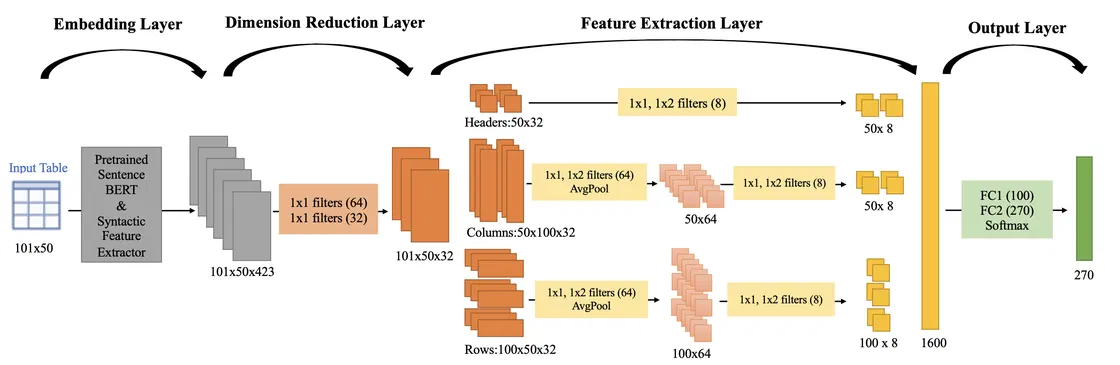 Embedding Layer
Dimension Reduction Layer
Feature Extraction Layer
Output Layer
Input Table
101x50
Pretrained
Sentence
BERT
&
Syntactic
Feature
Extractor
101x50x423
1x1 filters (64)
1x1 filters (32)
101x50x32
Headers:50x32
1x1, 1x2 filters (8)
50x 8
Columns:50x100x32
1x1, 1x2 filters (64)
AvgPool
50x64
1x1, 1x2 filters (8)
50x 8
Rows:100x50x32
1x1, 1x2 filters (64)
AvgPool
100x64
1x1, 1x2 filters (8)
100 x 8
1600
FC1 (100)
FC2 (270)
Softmax
270